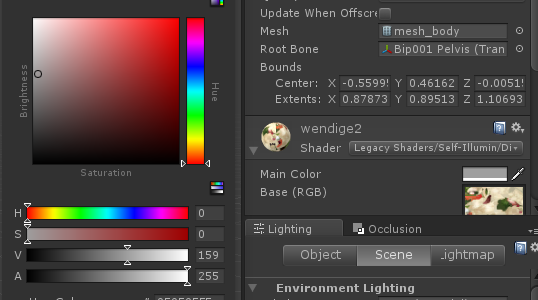 Brightness
Hue
Saturation
H 0
S 0
V 159
A 255
Update When Offscre
Mesh mesh_body
Root Bone Bip001 Pelvis (Tran
Bounds
Center: X -0.5599 Y 0.46162 Z -0.0051
Extents: X 0.87873 Y 0.89513 Z 1.10693
wendige2
Shader Legacy Shaders/Self-Illumin/Di
Main Color
Base (RGB)
Lighting Occlusion
Object Scene Lightmap
Environment Lighting